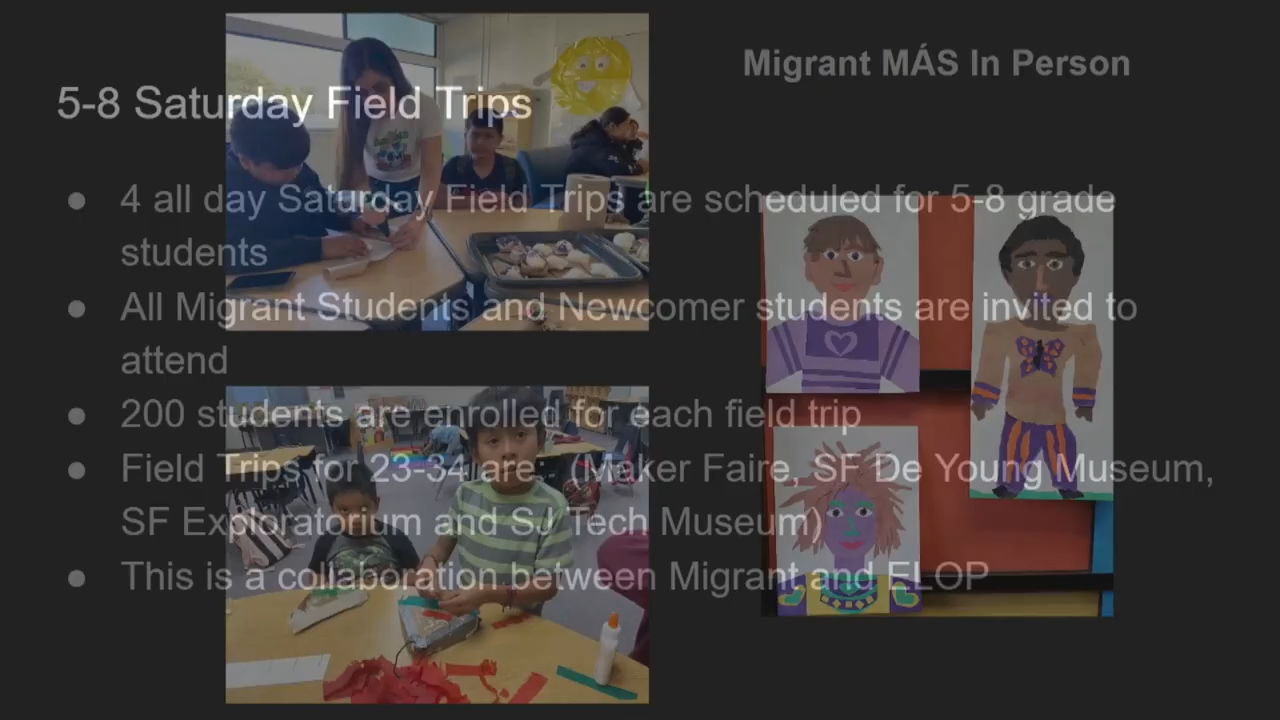 Migrant MÁS In Person
5-8 Saturday Field Trips
● 4 all day Saturday Field Trips are scheduled for 5-8 grade
students
● All Migrant Students and Newcomer students are invited to
attend
● 200 students are enrolled for each field trip
● Field Trips for 23-34 are: (Maker Faire, SF De Young Museum,
SF Exploratorium and SJ Tech Museum)
● This is a collaboration between Migrant and ELOP